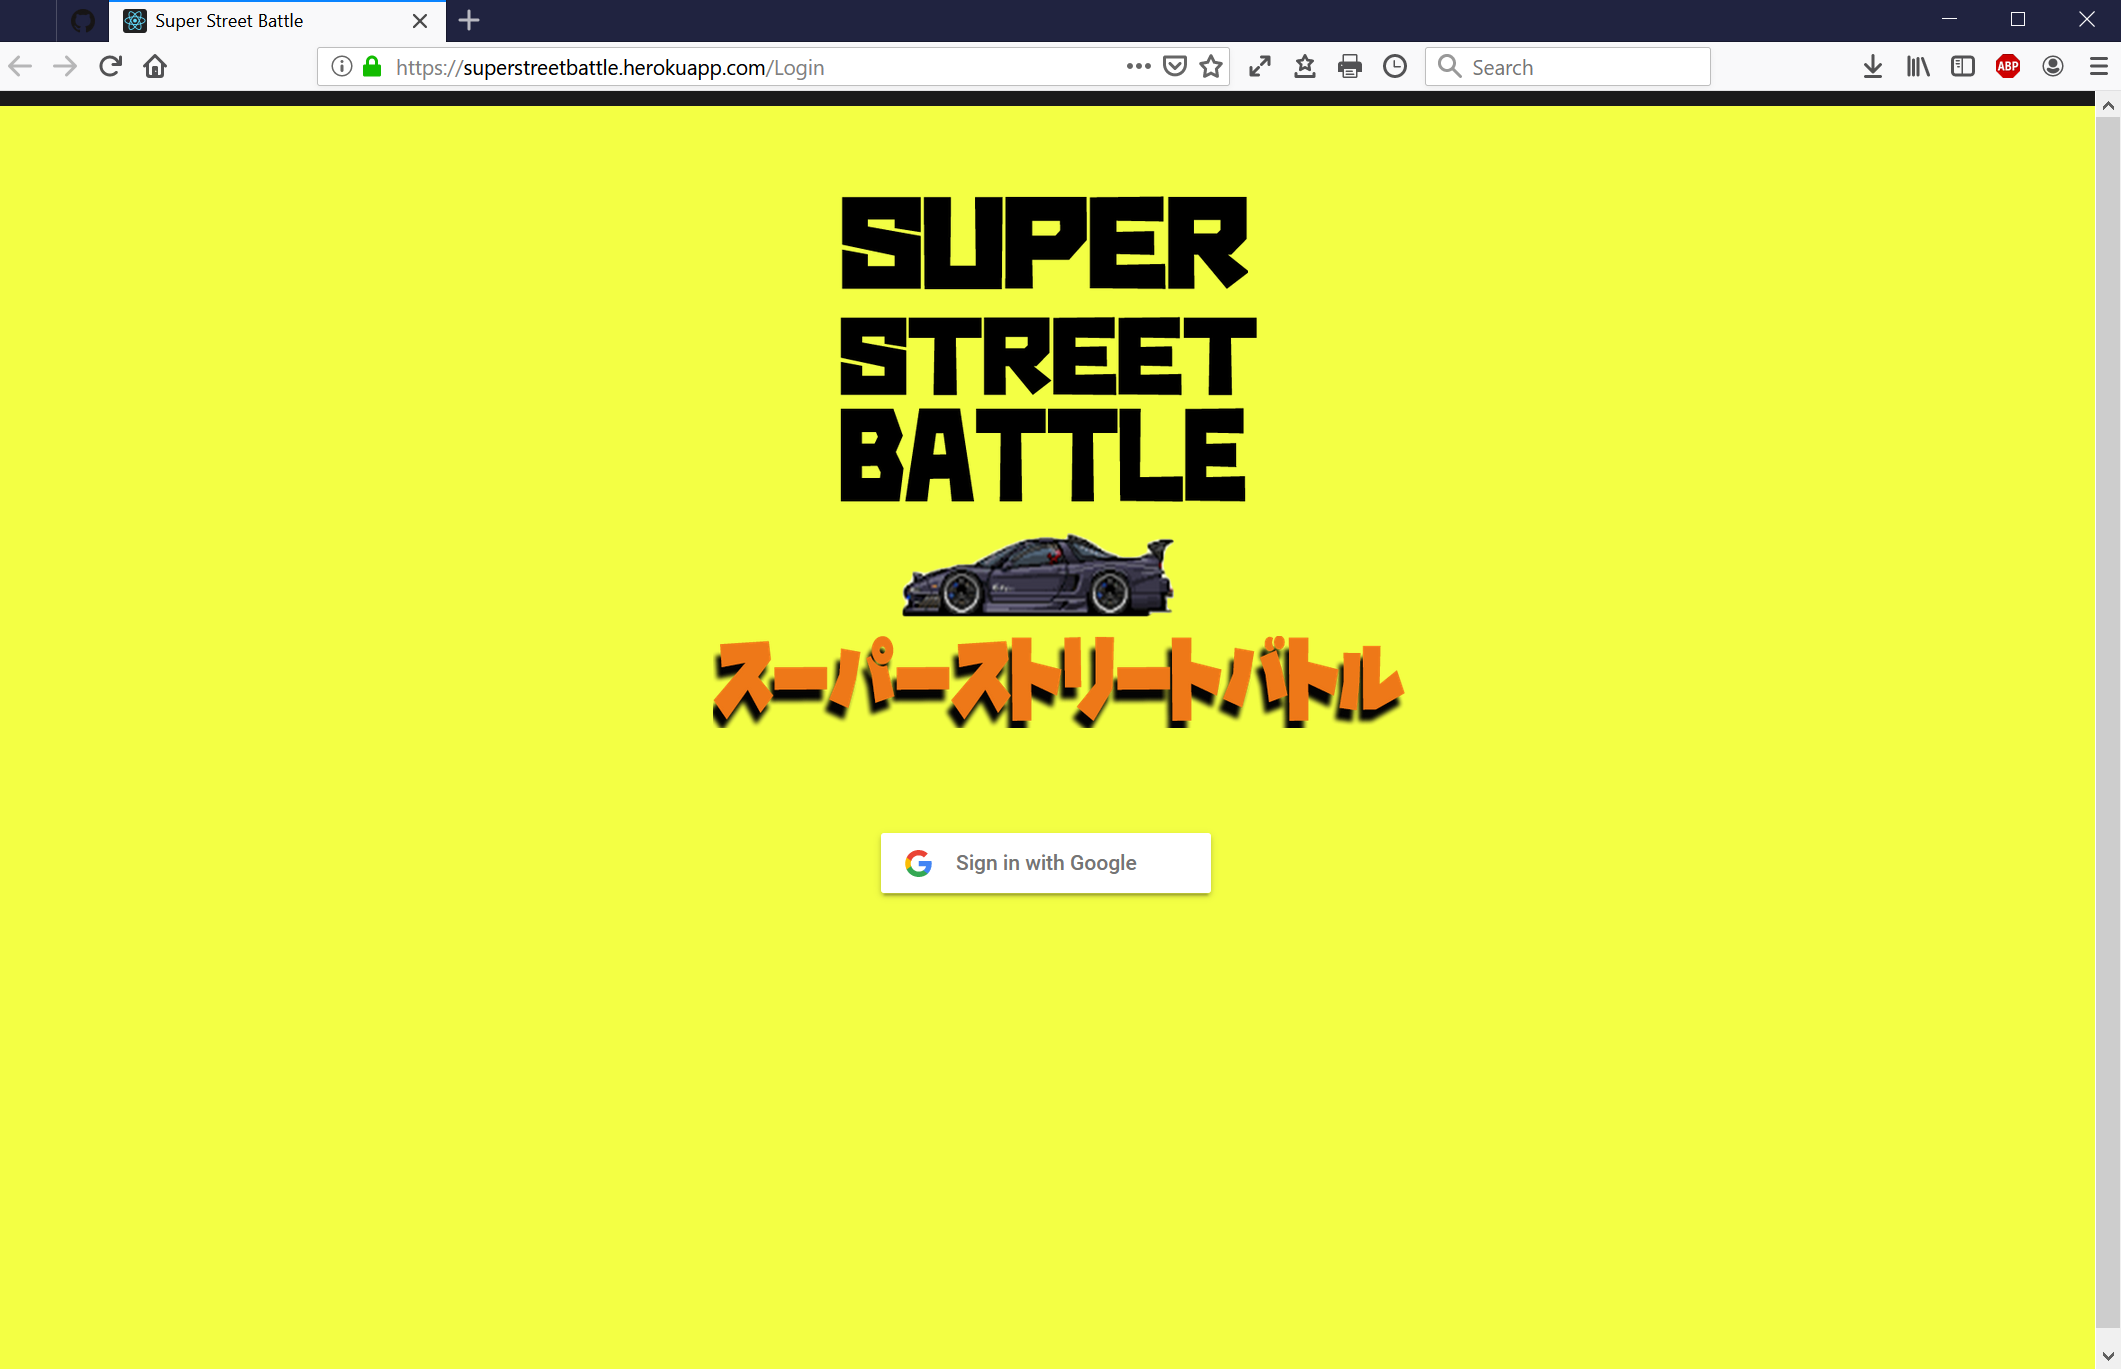 Super Street Battle
https://superstreetbattle.herokuapp.com/Login
Search
ABP
SUPER
STREET
BATTLE
スーパーストリートバトル
Sign in with Google